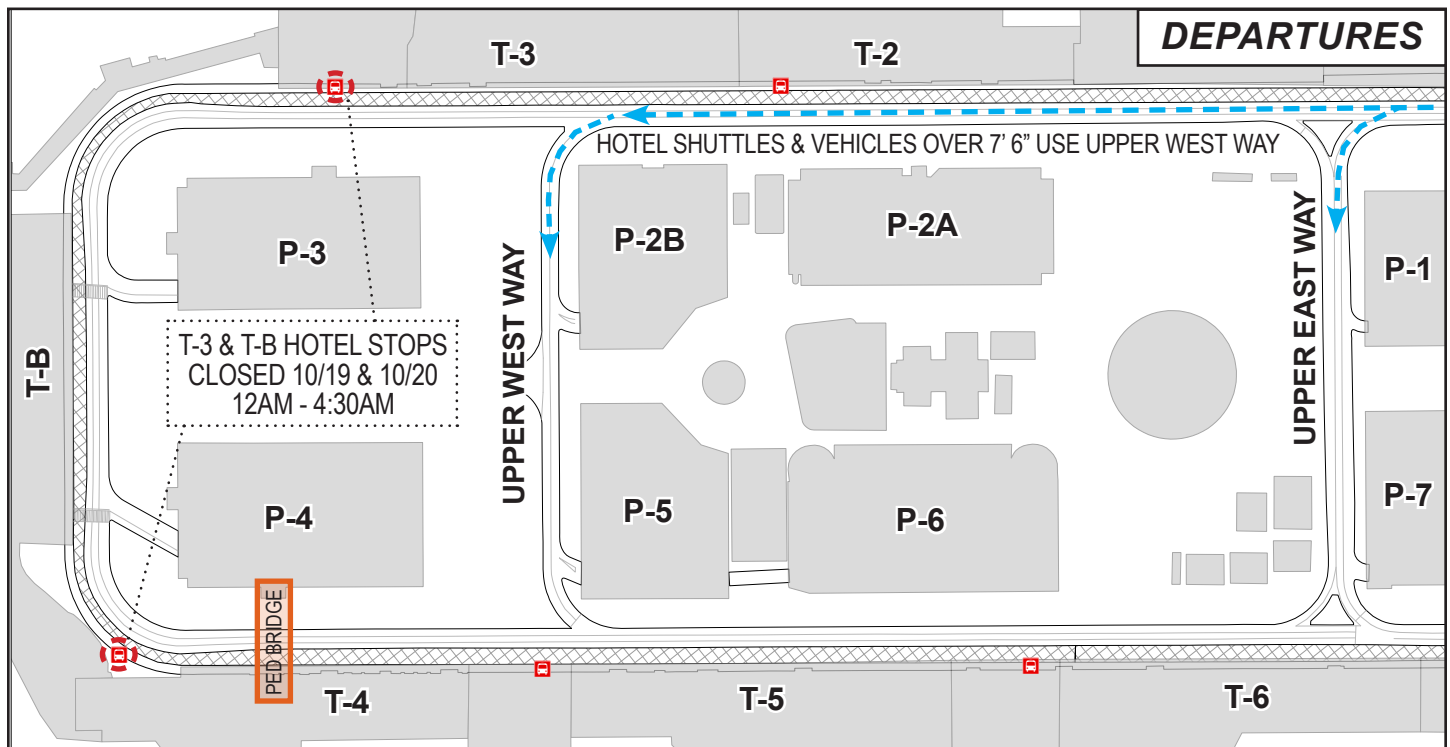 DEPARTURES
T-3
T-2
HOTEL SHUTTLES & VEHICLES OVER 7' 6” USE UPPER WEST WAY
P-3
P-2B
P-2A
P-1
UPPER WEST WAY
UPPER EAST WAY
T-B
T-3 & T-B HOTEL STOPS
CLOSED 10/19 & 10/20
12AM - 4:30AM
P-4
P-5
P-6
P-7
PED BRIDGE
T-4
T-5
T-6